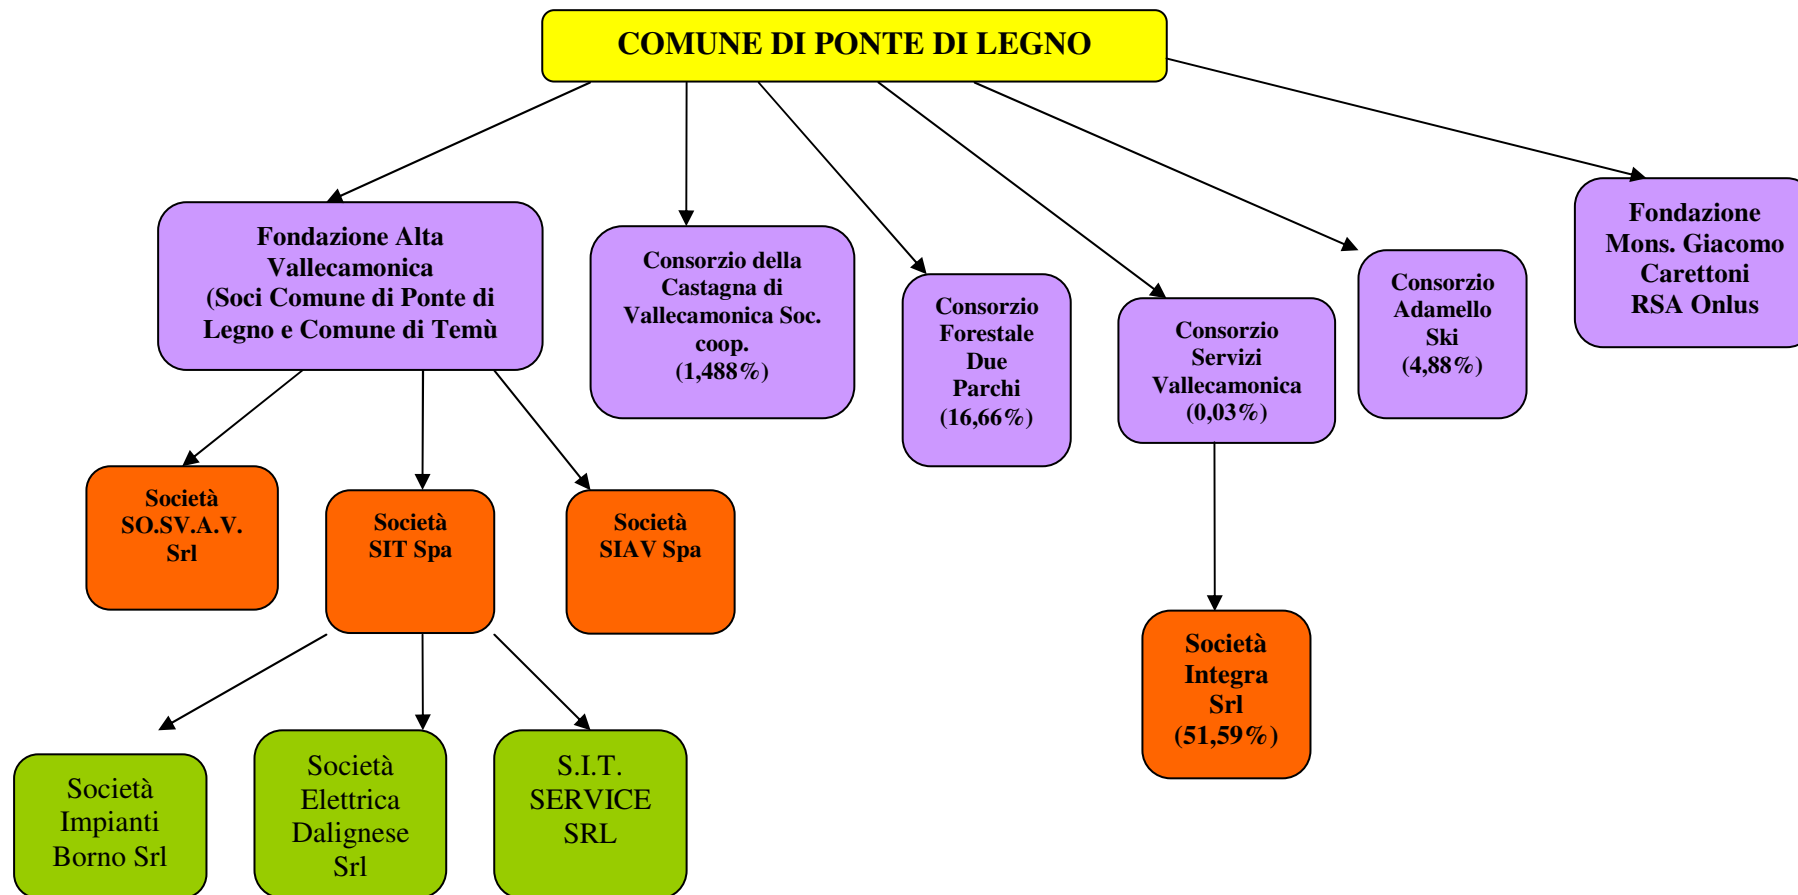 COMUNE DI PONTE DI LEGNO
Fondazione Alta
Vallecamonica
(Soci Comune di Ponte di
Legno e Comune di Temù
Consorzio della
Castagna di
Vallecamonica Soc.
coop.
(1,488%)
Consorzio
Forestale
Due
Parchi
(16,66%)
Consorzio
Servizi
Vallecamonica
(0,03%)
Consorzio
Adamello
Ski
(4,88%)
Fondazione
Mons. Giacomo
Carettoni
RSA Onlus
Società
SO.SV.A.V.
Srl
Società
SIT Spa
Società
SIAV Spa
Società
Integra
Srl
(51,59%)
Società
Impianti
Borno Srl
Società
Elettrica
Dalignese
Srl
S.I.T.
SERVICE
SRL